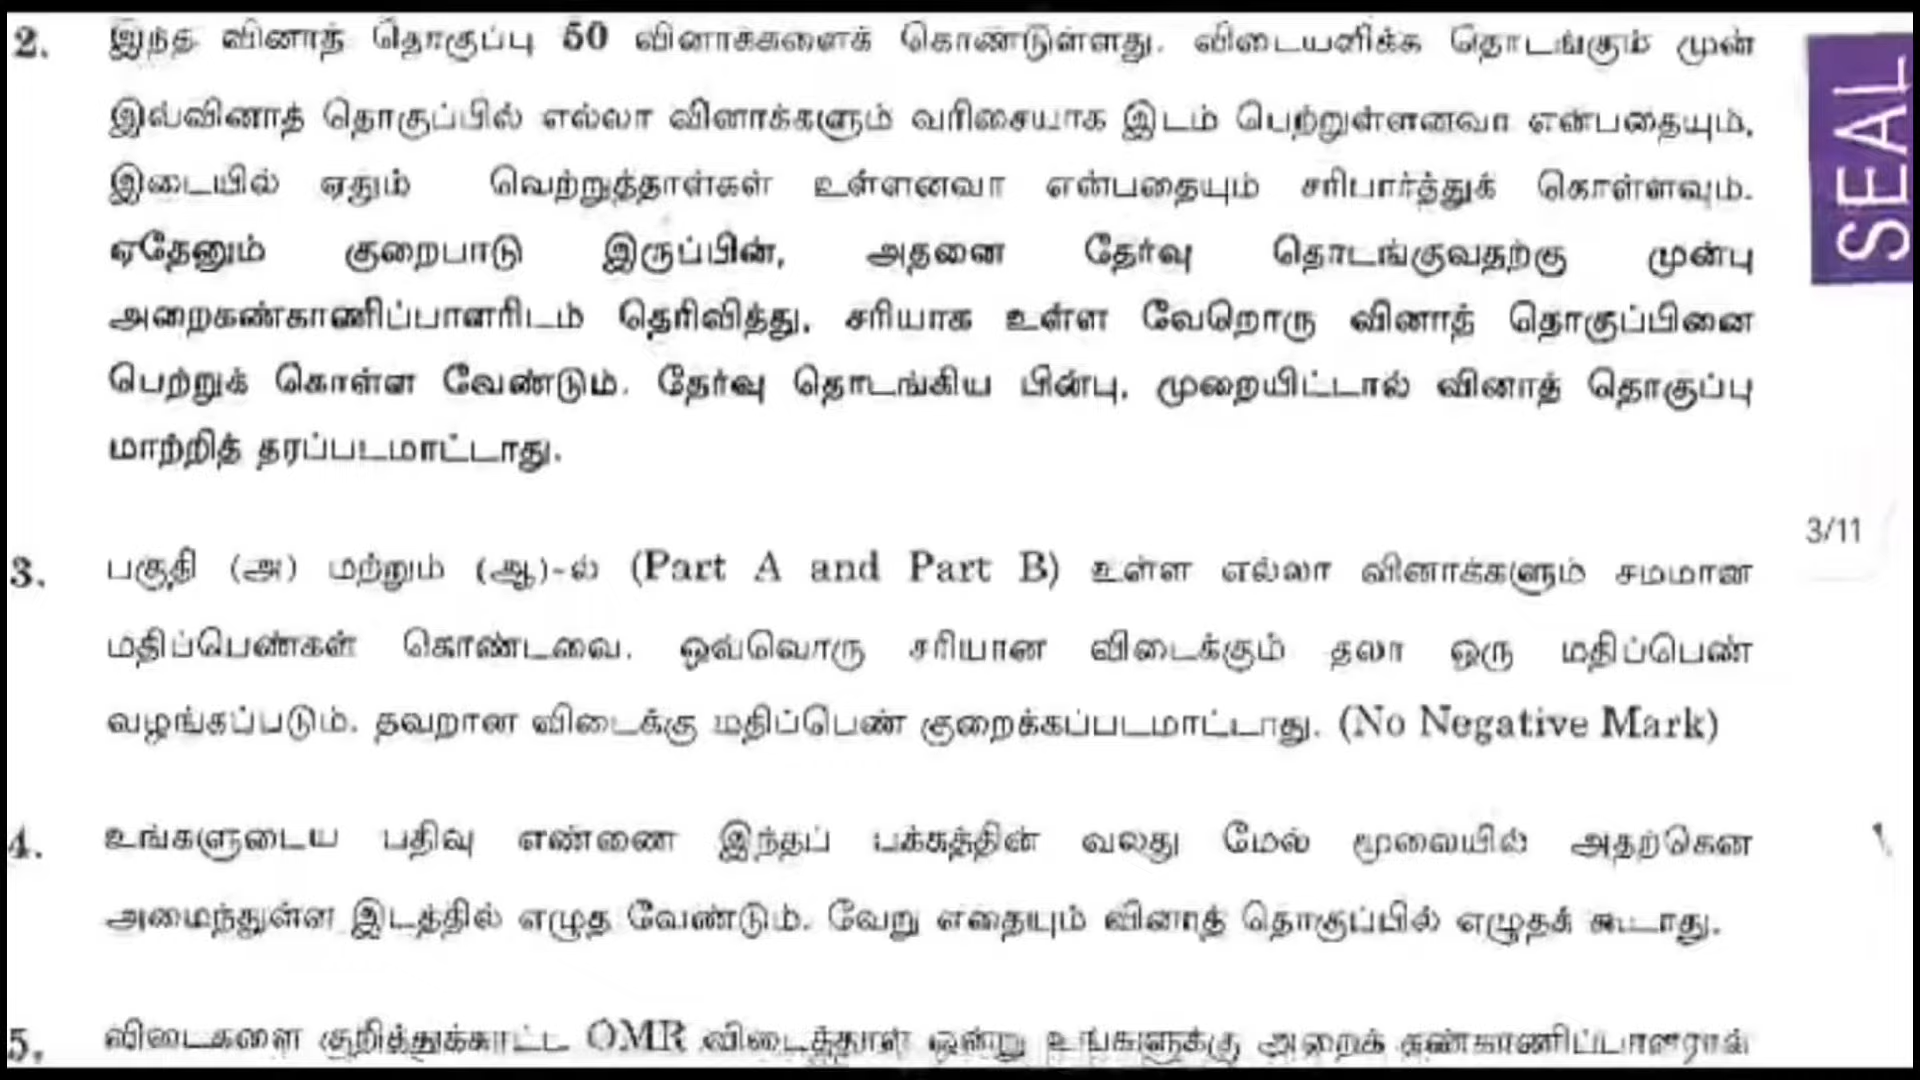 2. இந்த வினாத் தொகுப்பு 50 வினாக்களைக் கொண்டுள்ளது. விடையளிக்க தொடங்கும் முன்
இவ்வினாத் தொகுப்பில் எல்லா வினாக்களும் வரிசையாக இடம் பெற்றுள்ளனவா என்பதையும்,
இடையில் ஏதும் வெற்றுத்தாள்கள் உள்ளனவா என்பதையும் சரிபார்த்துக் கொள்ளவும்.
ஏதேனும் குறைபாடு இருப்பின், அதனை தேர்வு தொடங்குவதற்கு முன்பு
அறைகண்காணிப்பாளரிடம் தெரிவித்து, சரியாக உள்ள வேறொரு வினாத் தொகுப்பினை
பெற்றுக் கொள்ள வேண்டும். தேர்வு தொடங்கிய பின்பு, முறையிட்டால் வினாத் தொகுப்பு
மாற்றித் தரப்படமாட்டாது.
SEAL
3/11
3. பகுதி (அ) மற்றும் (ஆ)-ல் (Part A and Part B) உள்ள எல்லா வினாக்களும் சமமான
மதிப்பெண்கள் கொண்டவை. ஒவ்வொரு சரியான விடைக்கும் தலா ஒரு மதிப்பெண்
வழங்கப்படும். தவறான விடைக்கு மதிப்பெண் குறைக்கப்படமாட்டாது. (No Negative Mark)
4. உங்களுடைய பதிவு எண்ணை இந்தப் பக்கத்தின் வலது மேல் மூலையில் அதற்கென
அமைந்துள்ள இடத்தில் எழுத வேண்டும். வேறு எதையும் வினாத் தொகுப்பில் எழுதக் கூடாது.
5. விடைகளை குறித்துக்காட்ட OMR விடைத்தாள் ஒன்று உங்களுக்கு அறைக் கண்காணிப்பாளரால்